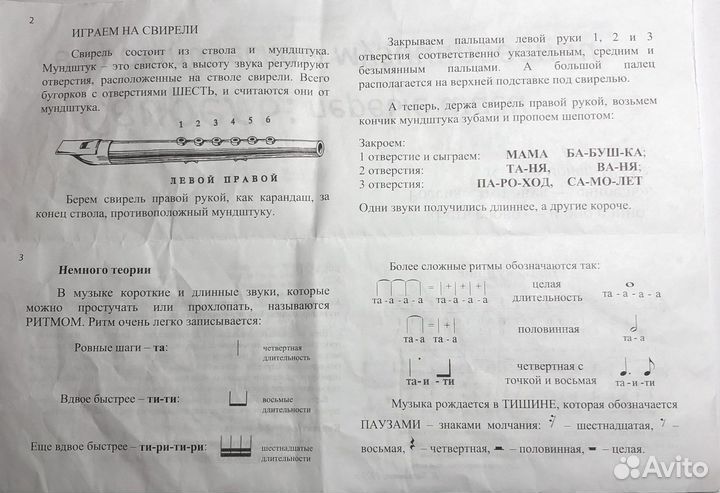 2
ИГРАЕМ НА СВИРЕЛИ
Свирель состоит из ствола и мундштука.
Мундштук – это свисток, а высоту звука регулируют
отверстия, расположенные на стволе свирели. Всего
бугорков с отверстиями ШЕСТЬ, и считаются они от
мундштука.
1 2 3 4 5 6
ЛЕВОЙ ПРАВОЙ
Берем свирель правой рукой, как карандаш, за
конец ствола, противоположный мундштуку.
Закрываем пальцами левой руки 1, 2 и 3
отверстия соответственно указательным, средним и
безымянным пальцами. А большой палец
располагается на верхней подставке под свирелью.
А теперь, держа свирель правой рукой, возьмем
кончик мундштука зубами и пропоем шепотом:
Закроем:
1 отверстие и сыграем: МАМА БА-БУШ-КА;
2 отверстия: ТА-НЯ, ВА-НЯ;
3 отверстия: ПА-РО-ХОД, СА-МО-ЛЕТ
Одни звуки получились длиннее, а другие короче.
3
Немного теории
В музыке короткие и длинные звуки, которые
можно простучать или прохлопать, называются
РИТМОМ. Ритм очень легко записывается:
Ровные шаги – та: | четвертная
длительность
Вдвое быстрее – ти-ти: восьмые
длительности
Еще вдвое быстрее – ти-ри-ти-ри: шестнадцатые
длительности
Более сложные ритмы обозначаются так:
= | + | + | + | целая
та - а - а - а та - а - а - а длительность та - а - а - а
= | + | половинная
та - а та - а та - а
четвертная с
та-и - ти точкой и восьмая та-и -ти
Музыка рождается в ТИШИНЕ, которая обозначается
ПАУЗАМИ – знаками молчания: – шестнадцатая, –
восьмая, – четвертная, – половинная, – целая.
Avito